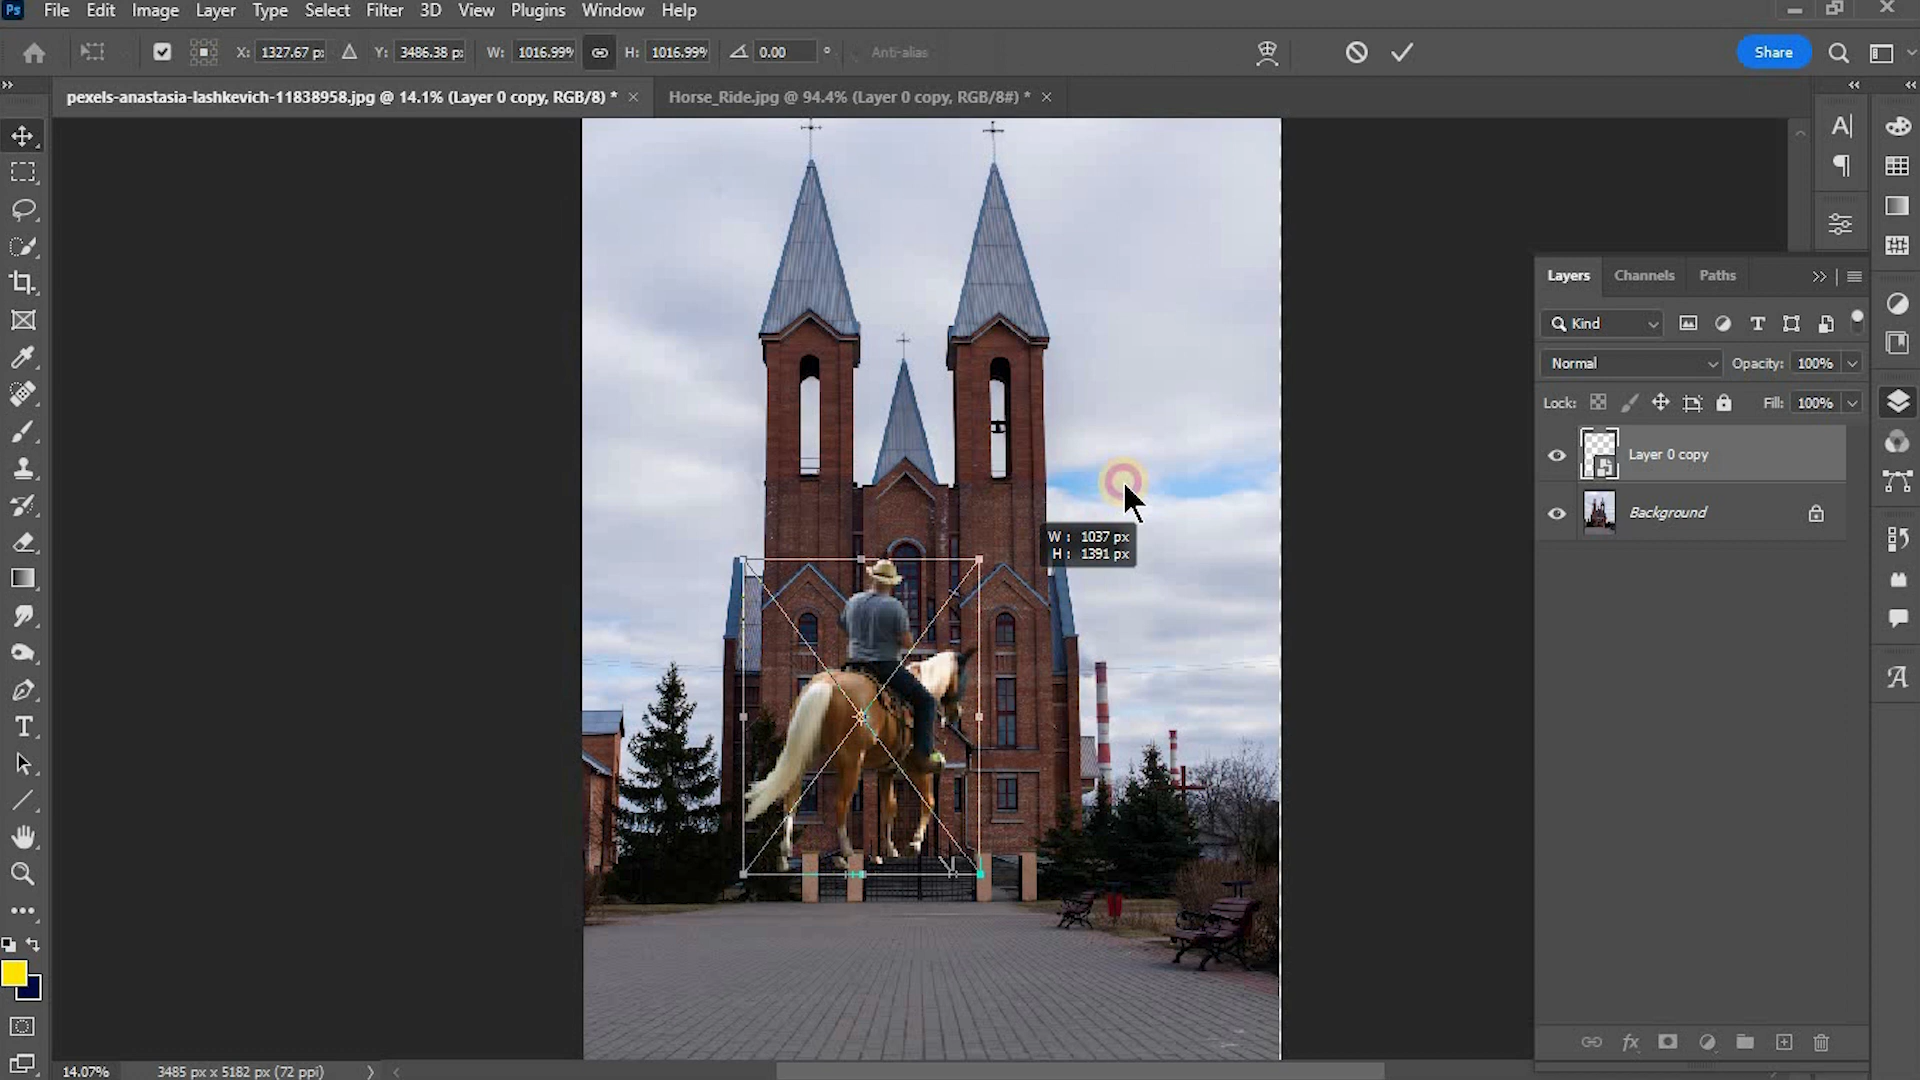 Ps File Edit Image Layer Type Select Filter 3D View Plugins Window Help
X: 1327.67 p: Y: 3486.38 p: W: 1016.99% H: 1016.99% 0.00 ° Anti-alias Share
pexels-anastasia-lashkevich-11838958.jpg @ 14.1% (Layer 0 copy, RGB/8) * × Horse_Ride.jpg @ 94.4% (Layer 0 copy, RGB/8#) * ×
Layers Channels Paths
Kind
Normal Opacity: 100%
Lock: Fill: 100%
Layer 0 copy
Background
W : 1037 px
H : 1391 px
14.07% 3485 px x 5182 px (72 ppi)